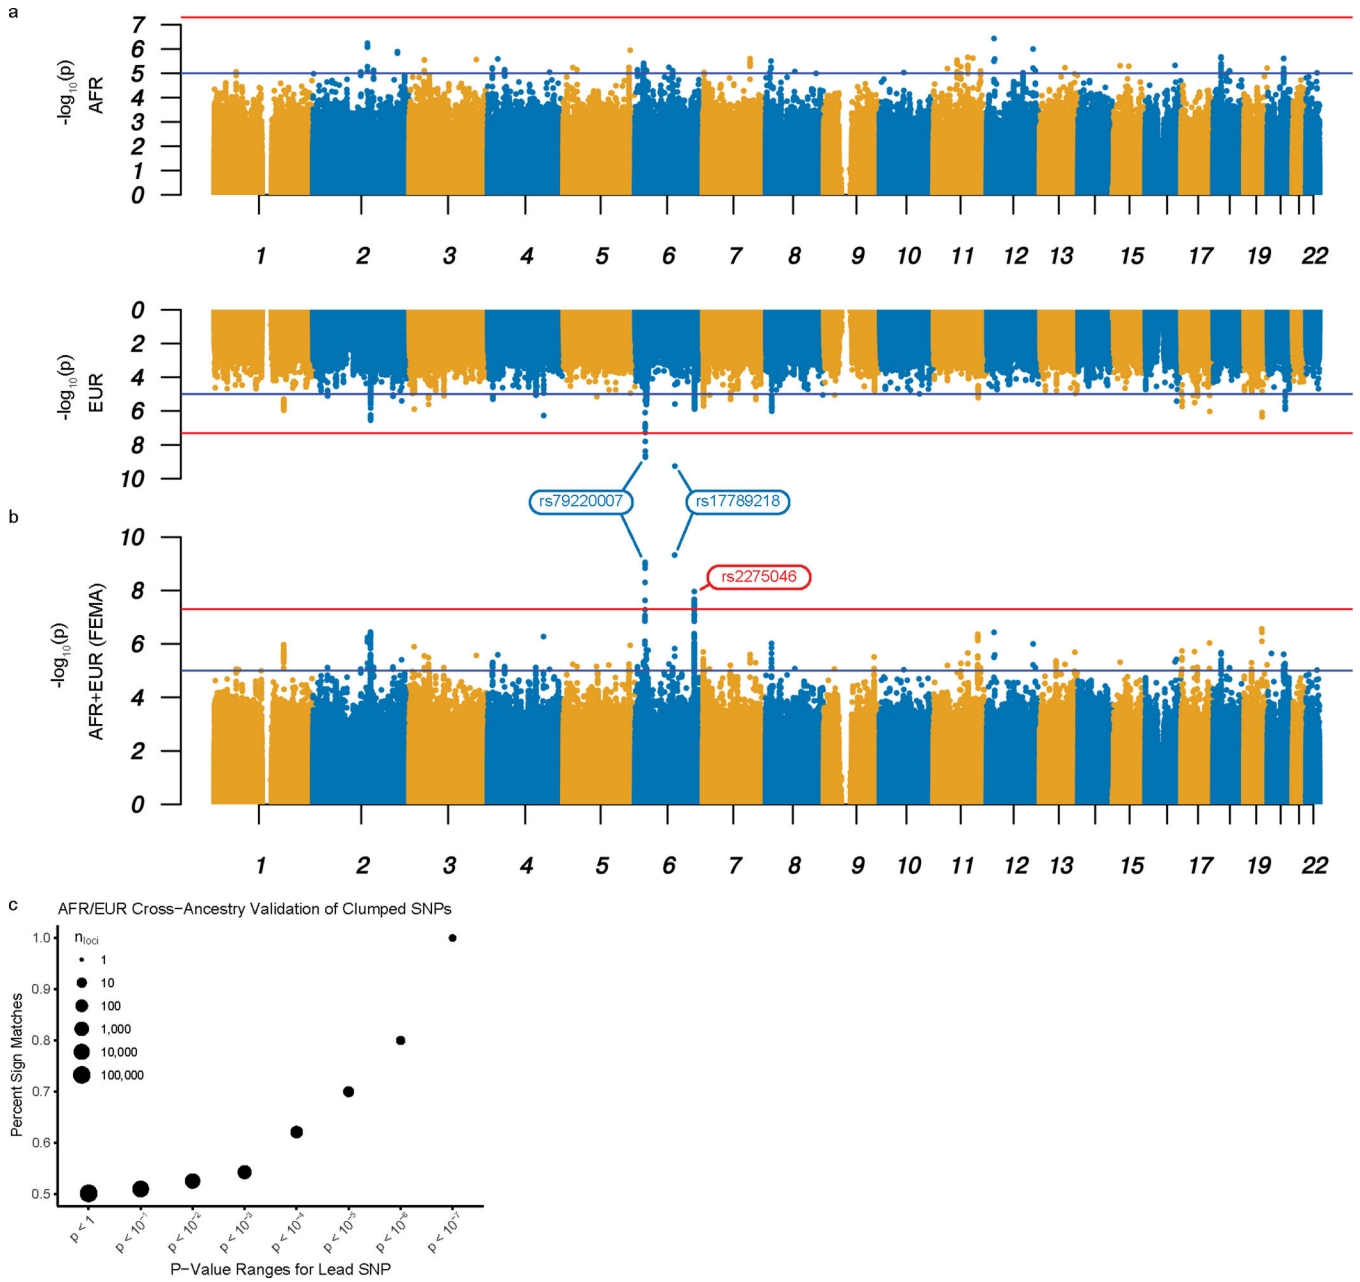 a
7
6
5
4
3
2
1
0
-log10(p)
AFR
1 2 3 4 5 6 7 8 9 10 11 12 13 15 17 19 22
0
2
4
6
8
10
-log10(p)
EUR
rs79220007
rs17789218
b
10
8
6
4
2
0
-log10(p)
AFR+EUR (FEMA)
rs2275046
1 2 3 4 5 6 7 8 9 10 11 12 13 15 17 19 22
c
AFR/EUR Cross-Ancestry Validation of Clumped SNPs
1.0
0.9
0.8
0.7
0.6
0.5
Percent Sign Matches
nloci
1
10
100
1,000
10,000
100,000
p < 1
p < 10−1
p < 10−2
p < 10−3
p < 10−4
p < 10−5
p < 10−6
p < 10−7
P-Value Ranges for Lead SNP